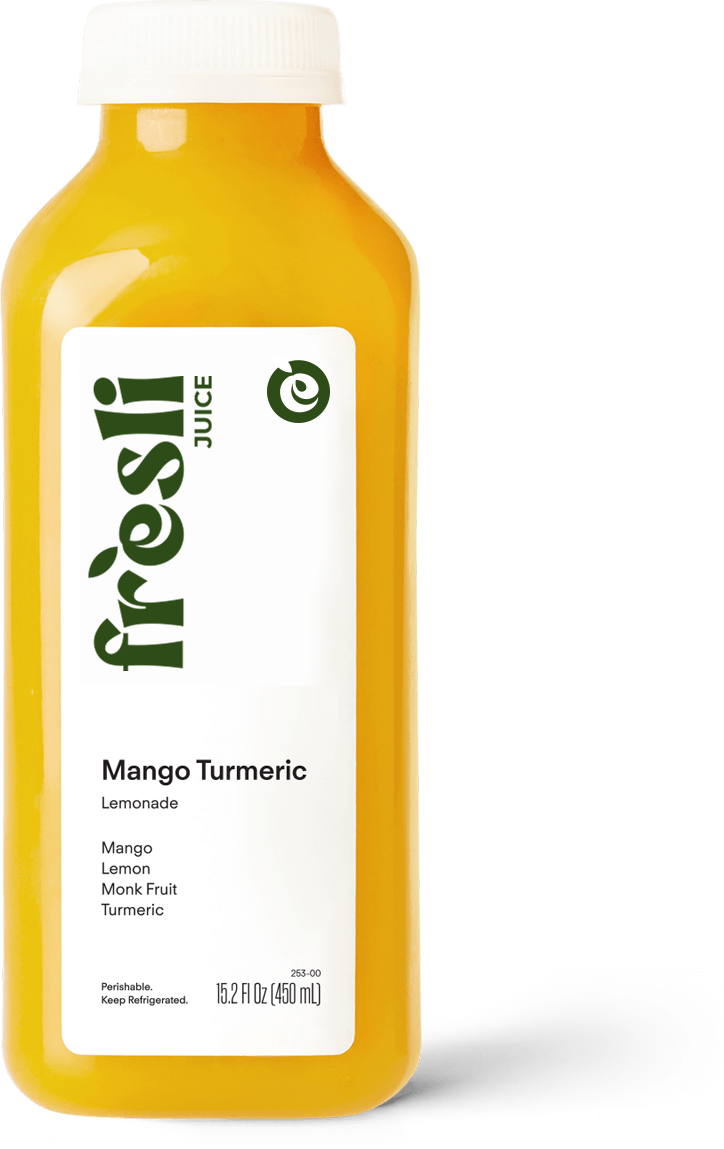 frèsli
JUICE
Mango Turmeric
Lemonade
Mango
Lemon
Monk Fruit
Turmeric
253-00
Perishable.
Keep Refrigerated.
15.2 Fl Oz (450 mL)